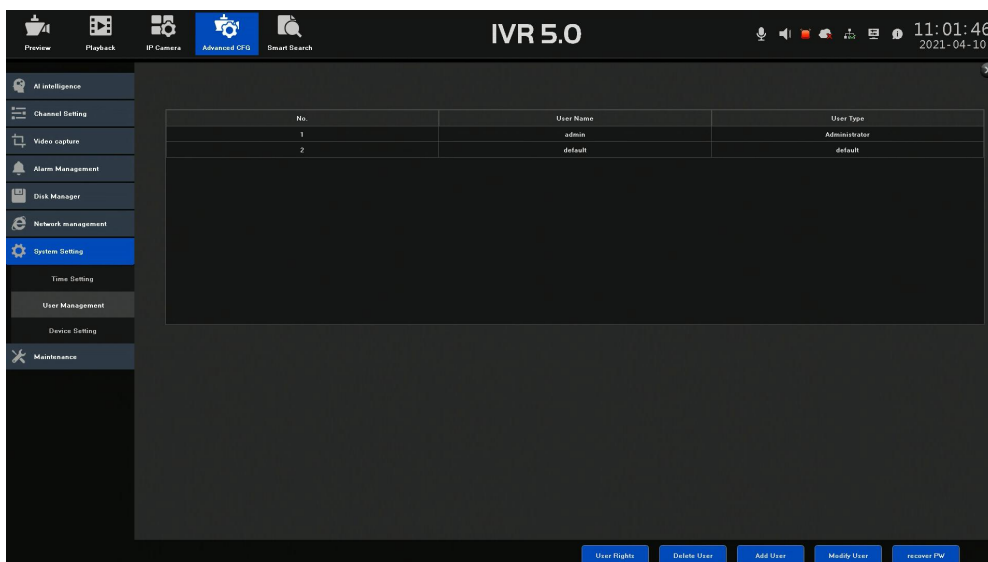 Preview Playback IP Camera Advanced CFG Smart Search
IVR 5.0
11:01:46
2021-04-10
AI intelligence
Channel Setting
Video capture
Alarm Management
Disk Manager
Network management
System Setting
Time Setting
User Management
Device Setting
Maintenance
No. User Name User Type
1 admin Administrator
2 default default
User Rights Delete User Add User Modify User recover PW